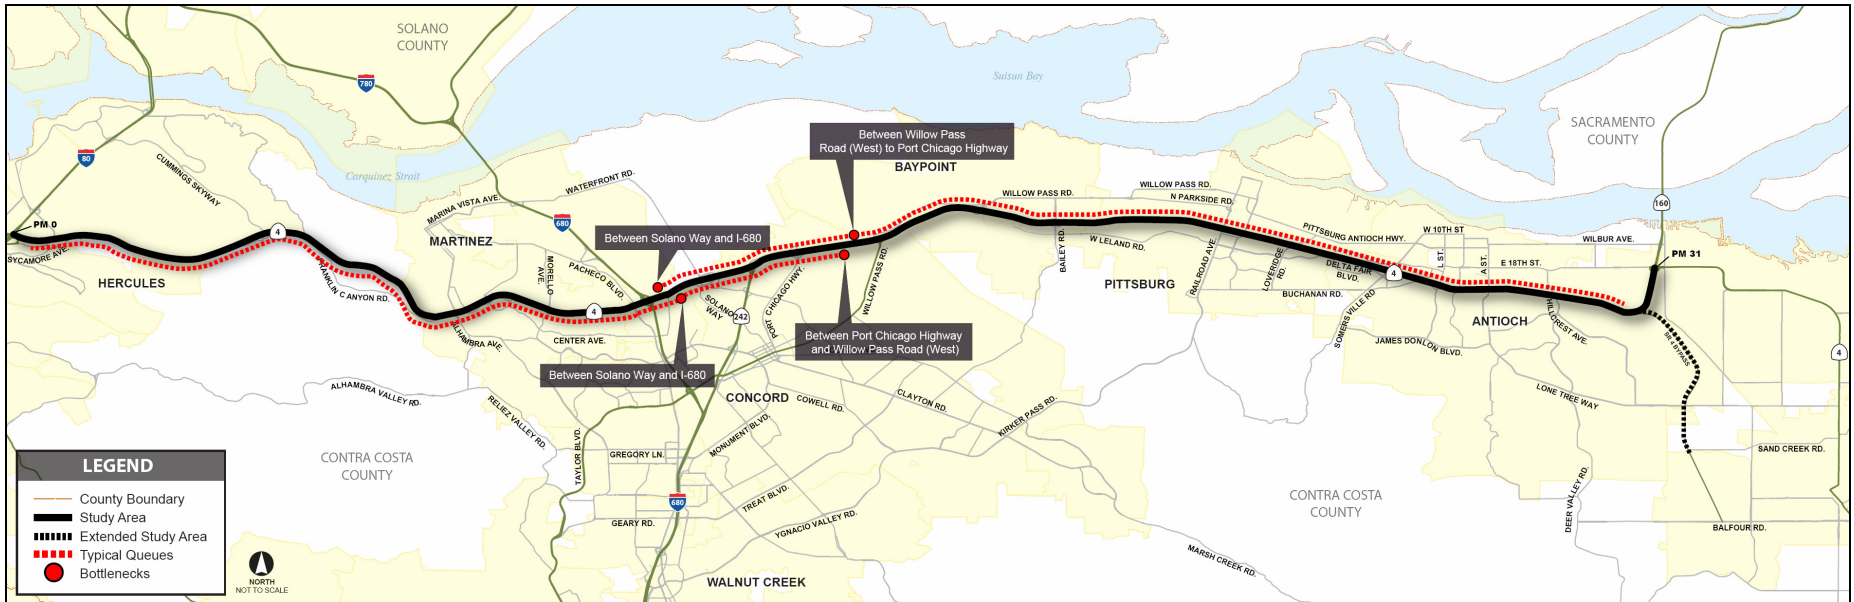 SOLANO
COUNTY
780
Suisun Bay
SACRAMENTO
COUNTY
80
CUMMINGS SKYWAY
Carquinez Strait
WATERFRONT RD.
MARINA VISTA AVE.
Between Willow Pass
Road (West) to Port Chicago Highway
BAYPOINT
WILLOW PASS RD.
WILLOW PASS RD.
N PARKSIDE RD.
160
PM 0
4
SYCAMORE AVE.
HERCULES
FRANKLIN CANYON RD.
MARTINEZ
680
Between Solano Way and I-680
MORELLO
AVE.
PACHECO BLVD.
4
SOLANO
WAY
242
PORT CHICAGO HWY.
WILLOW PASS RD.
BAILEY RD.
W LELAND RD.
PITTSBURG
RAILROAD AVE.
LOVERIDGE
RD.
PITTSBURG ANTIOCH HWY.
W 10TH ST
L ST.
A ST.
WILBUR AVE.
E 18TH ST.
PM 31
DELTA FAIR
BLVD.
4
BUCHANAN RD.
SOMERSVILLE RD
ANTIOCH
HILLCREST AVE.
JAMES DONLON BLVD.
SR 4 BYPASS
4
ALHAMBRA AVE.
CENTER AVE.
Between Port Chicago Highway
and Willow Pass Road (West)
Between Solano Way and I-680
ALHAMBRA VALLEY RD.
RELIEZ VALLEY RD.
CONCORD
COWELL RD.
CLAYTON RD.
KIRKER PASS RD.
LONE TREE WAY
MONUMENT BLVD.
TAYLOR BLVD.
GREGORY LN.
CONTRA COSTA
COUNTY
SAND CREEK RD.
680
TREAT BLVD.
GEARY RD.
YGNACIO VALLEY RD.
CONTRA COSTA
COUNTY
DEER VALLEY RD.
BALFOUR RD.
MARSH CREEK RD.
WALNUT CREEK
LEGEND
County Boundary
Study Area
Extended Study Area
Typical Queues
Bottlenecks
NORTH
NOT TO SCALE